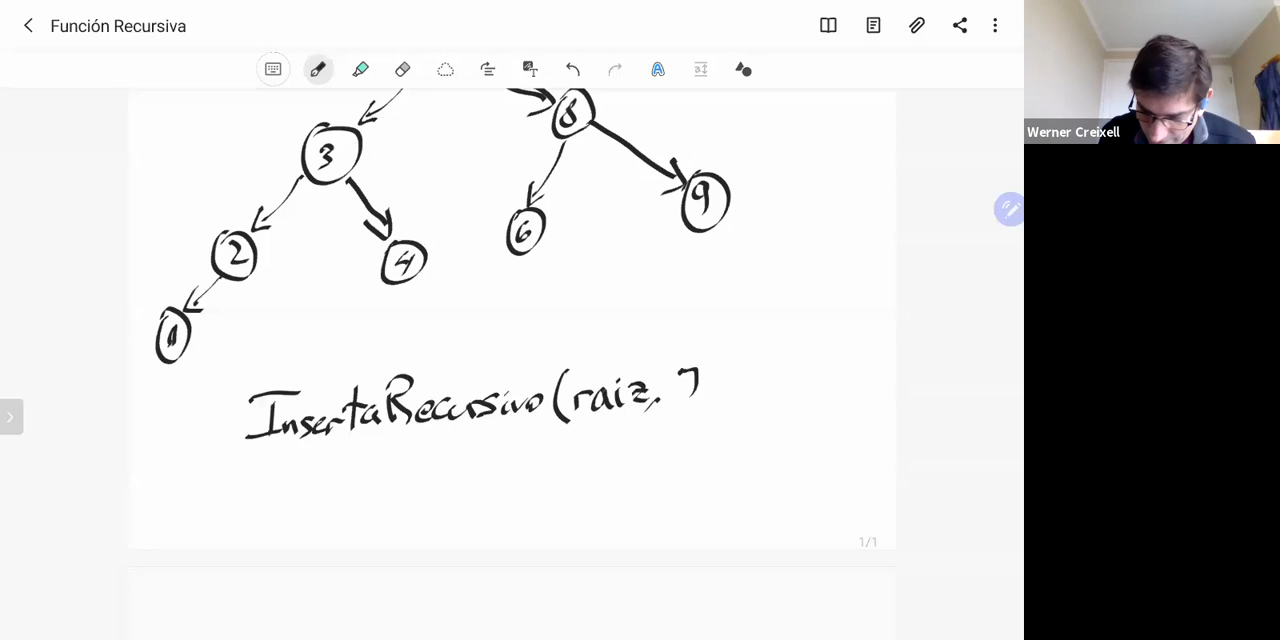 Función Recursiva
Werner Creixell
8
3
9
6
2
4
1
InsertaRecursivo(raiz, 7
1/1